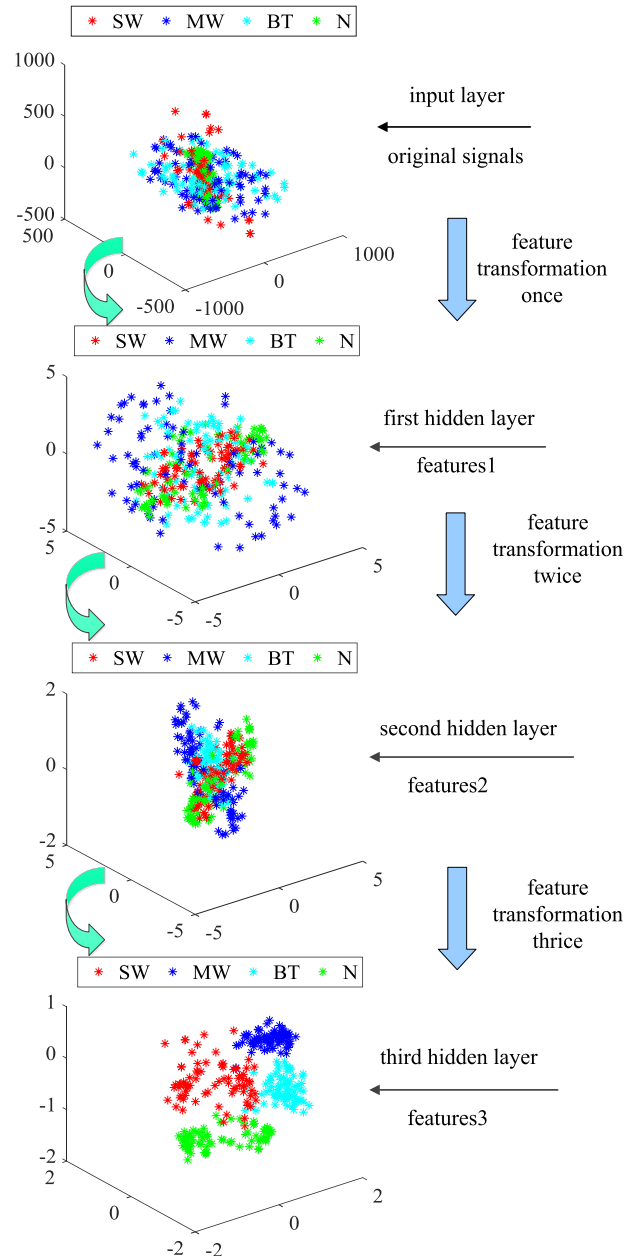 SW MW BT N
1000
500
0
-500
500
0
-500
-1000
0
1000
input layer
original signals
feature
transformation
once
SW MW BT N
5
0
-5
5
0
-5
-5
0
5
first hidden layer
features1
feature
transformation
twice
SW MW BT N
2
0
-2
5
0
-5
-5
0
5
second hidden layer
features2
feature
transformation
thrice
SW MW BT N
1
0
-1
-2
2
0
-2
-2
0
2
third hidden layer
features3